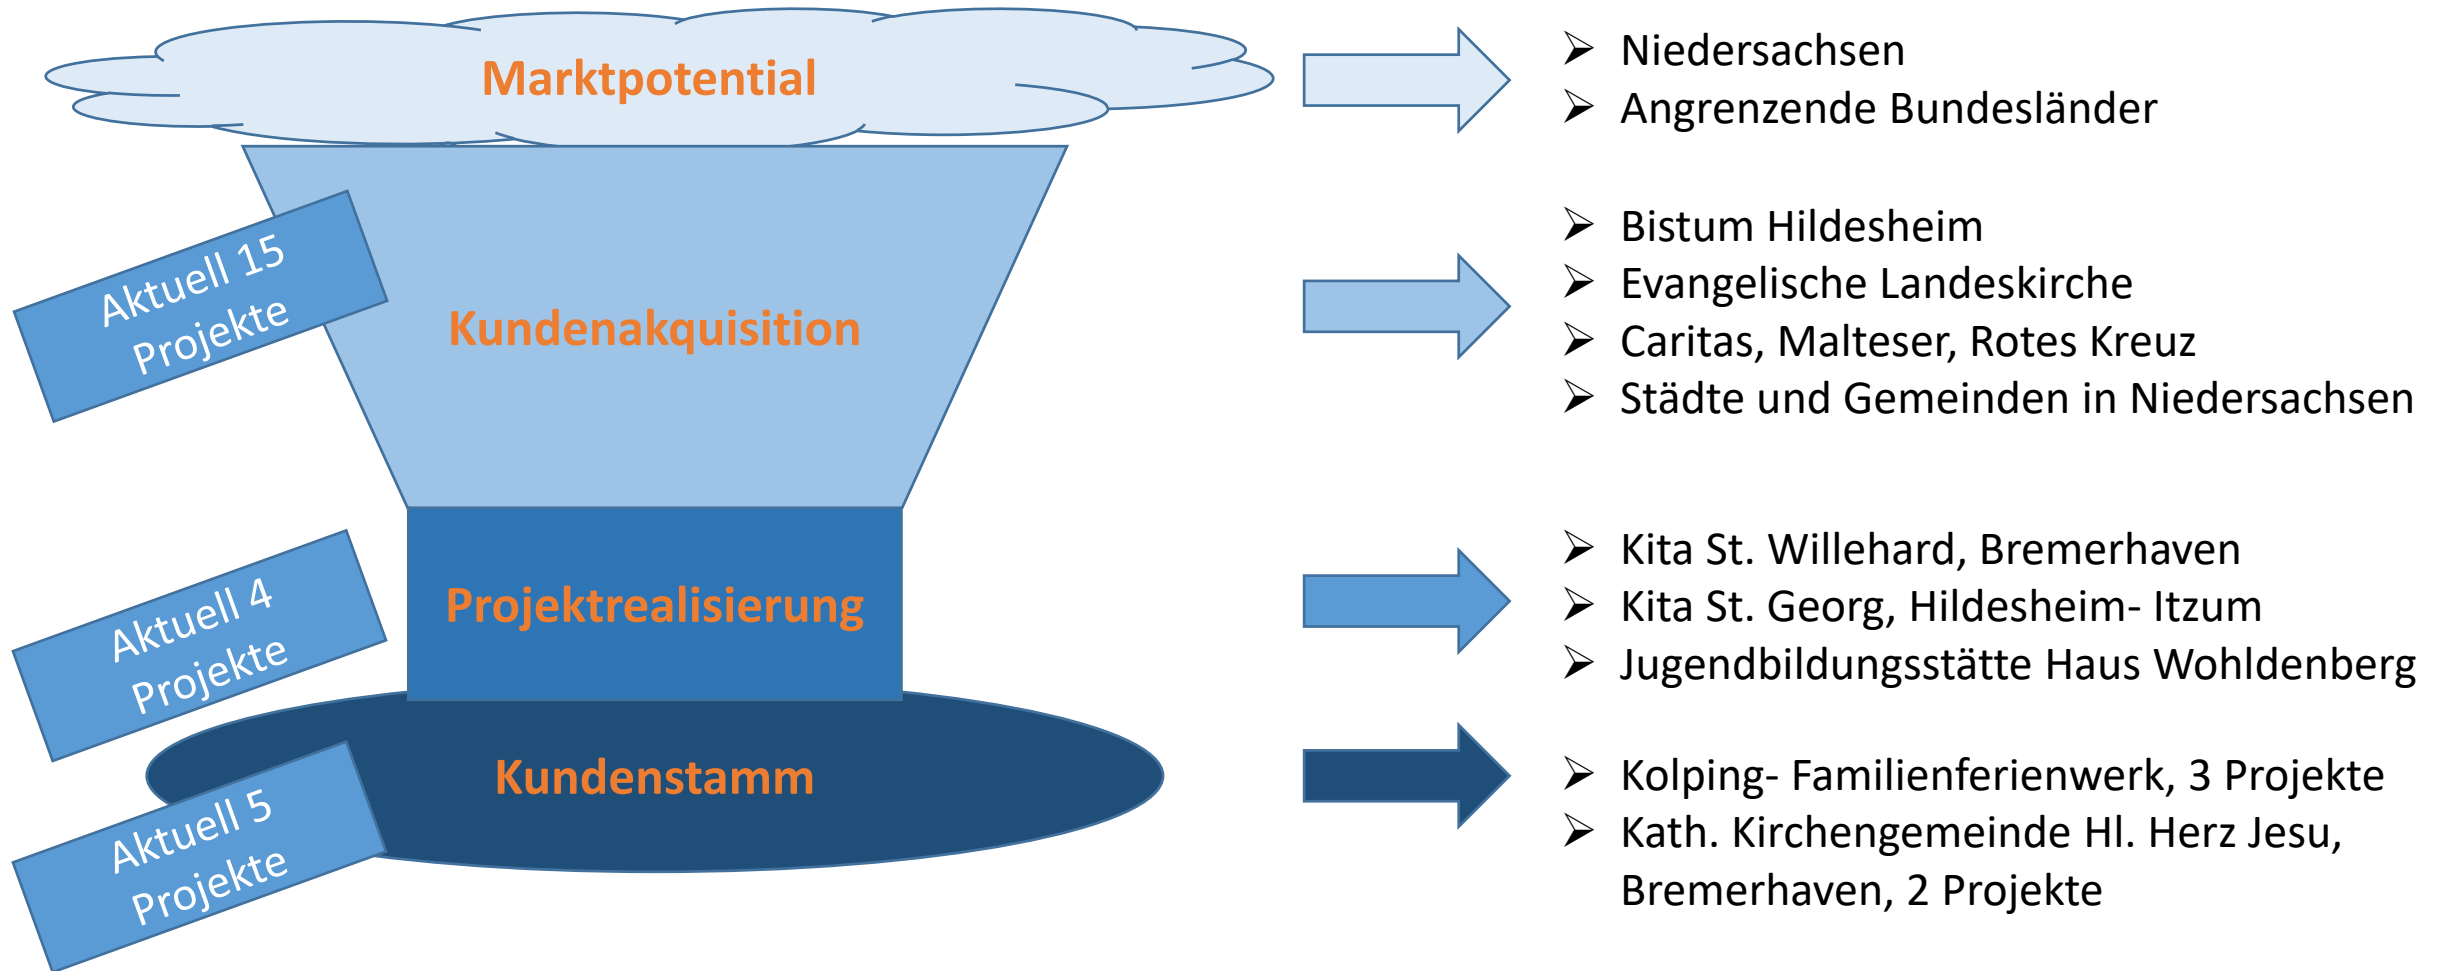 Marktpotential
➢ Niedersachsen
➢ Angrenzende Bundesländer
Aktuell 15
Projekte
Kundenakquisition
➢ Bistum Hildesheim
➢ Evangelische Landeskirche
➢ Caritas, Malteser, Rotes Kreuz
➢ Städte und Gemeinden in Niedersachsen
Aktuell 4
Projekte
Projektrealisierung
➢ Kita St. Willehard, Bremerhaven
➢ Kita St. Georg, Hildesheim- Itzum
➢ Jugendbildungsstätte Haus Wohldenberg
Aktuell 5
Projekte
Kundenstamm
➢ Kolping- Familienferienwerk, 3 Projekte
➢ Kath. Kirchengemeinde Hl. Herz Jesu,
Bremerhaven, 2 Projekte